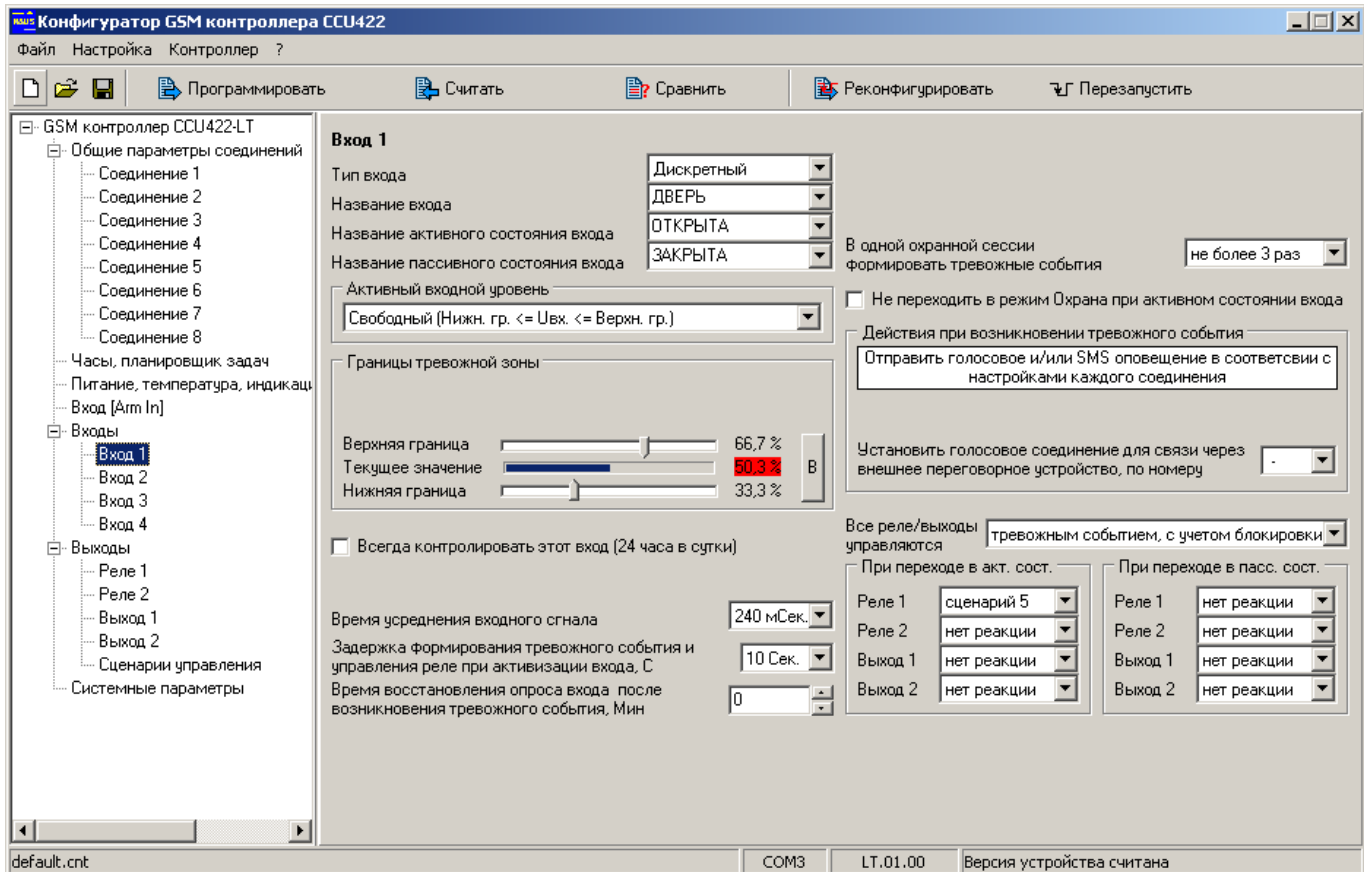 RADSEL Конфигуратор GSM контроллера CCU422
Файл Настройка Контроллер ?
Программировать Считать Сравнить Реконфигурировать Перезапустить
GSM контроллер CCU422-LT
Общие параметры соединений
Соединение 1
Соединение 2
Соединение 3
Соединение 4
Соединение 5
Соединение 6
Соединение 7
Соединение 8
Часы, планировщик задач
Питание, температура, индикаци
Вход [Arm In]
Входы
Вход 1
Вход 2
Вход 3
Вход 4
Выходы
Реле 1
Реле 2
Выход 1
Выход 2
Сценарии управления
Системные параметры
Вход 1
Тип входа Дискретный
Название входа ДВЕРЬ
Название активного состояния входа ОТКРЫТА
Название пассивного состояния входа ЗАКРЫТА
Активный входной уровень
Свободный (Нижн. гр. <= Uвх. <= Верхн. гр.)
Границы тревожной зоны
Верхняя граница 66,7 %
Текущее значение 50,3 % В
Нижняя граница 33,3 %
Всегда контролировать этот вход (24 часа в сутки)
Время усреднения входного сгнала 240 мСек.
Задержка формирования тревожного события и
управления реле при активизации входа, С 10 Сек.
Время восстановления опроса входа после
возникновения тревожного события, Мин 0
В одной охранной сессии
формировать тревожные события не более 3 раз
Не переходить в режим Охрана при активном состоянии входа
Действия при возникновении тревожного события
Отправить голосовое и/или SMS оповещение в соответсвии с
настройками каждого соединения
Установить голосовое соединение для связи через
внешнее переговорное устройство, по номеру -
Все реле/выходы
управляются тревожным событием, с учетом блокировки
При переходе в акт. сост.
Реле 1 сценарий 5
Реле 2 нет реакции
Выход 1 нет реакции
Выход 2 нет реакции
При переходе в пасс. сост.
Реле 1 нет реакции
Реле 2 нет реакции
Выход 1 нет реакции
Выход 2 нет реакции
default.cnt COM3 LT.01.00 Версия устройства считана